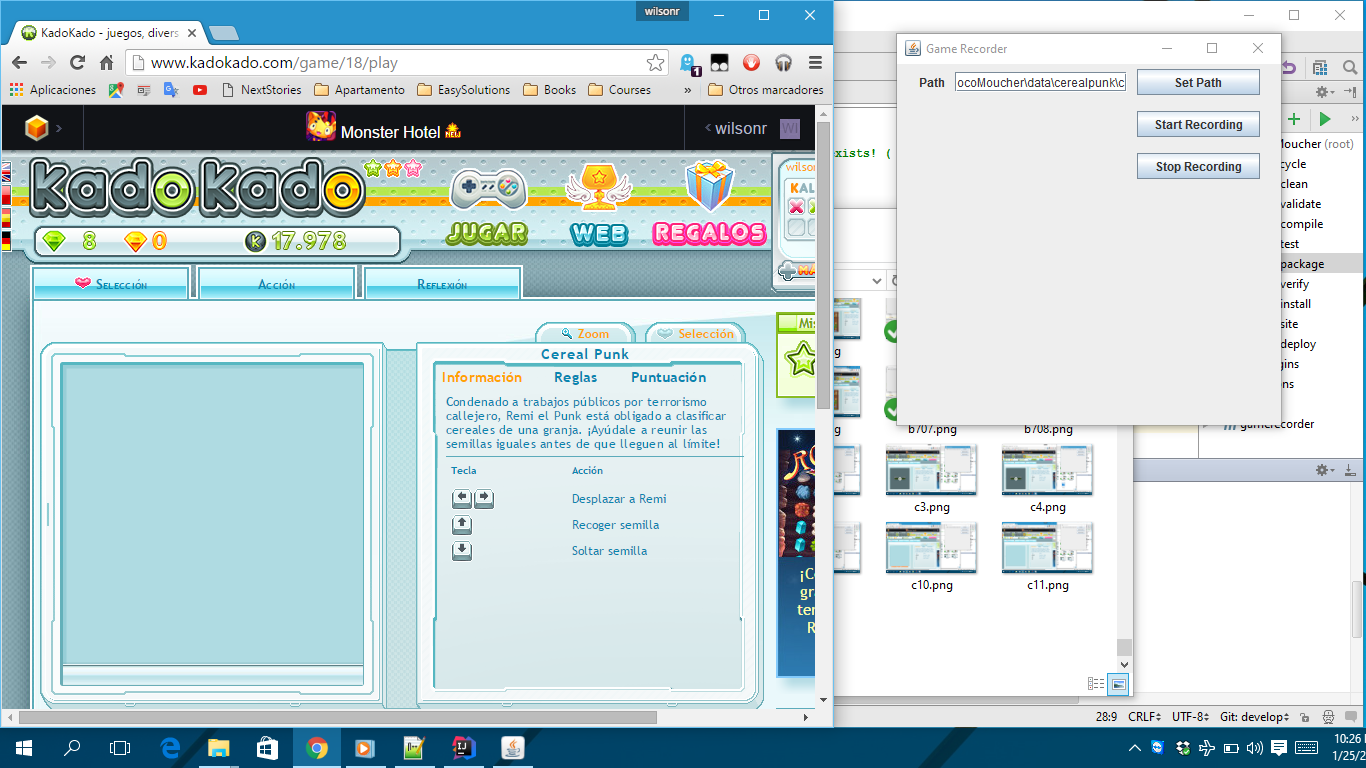 wilsonr
KadoKado - juegos, divers
www.kadokado.com/game/18/play
1
Aplicaciones
NextStories
Apartamento
EasySolutions
Books
Courses
»
Otros marcadores
Monster Hotel NEW
wilsonr
WI
KadoKado
JUGAR
WEB
REGALOS
8
0
K 17.978
Selección
Acción
Reflexión
Zoom
Selección
Cereal Punk
Información
Reglas
Puntuación
Condenado a trabajos públicos por terrorismo
callejero, Remi el Punk está obligado a clasificar
cereales de una granja. ¡Ayúdale a reunir las
semillas iguales antes de que lleguen al límite!
Tecla
Acción
Desplazar a Remi
Recoger semilla
Soltar semilla
Game Recorder
Path
ocoMoucher\data\cerealpunk\c
Set Path
Start Recording
Stop Recording
xists! (
Moucher (root)
cycle
clean
validate
compile
test
package
verify
install
site
deploy
gins
ns
gamerecorder
b707.png
b708.png
c3.png
c4.png
c10.png
c11.png
28:9
CRLF
UTF-8
Git: develop
10:26
1/25/2